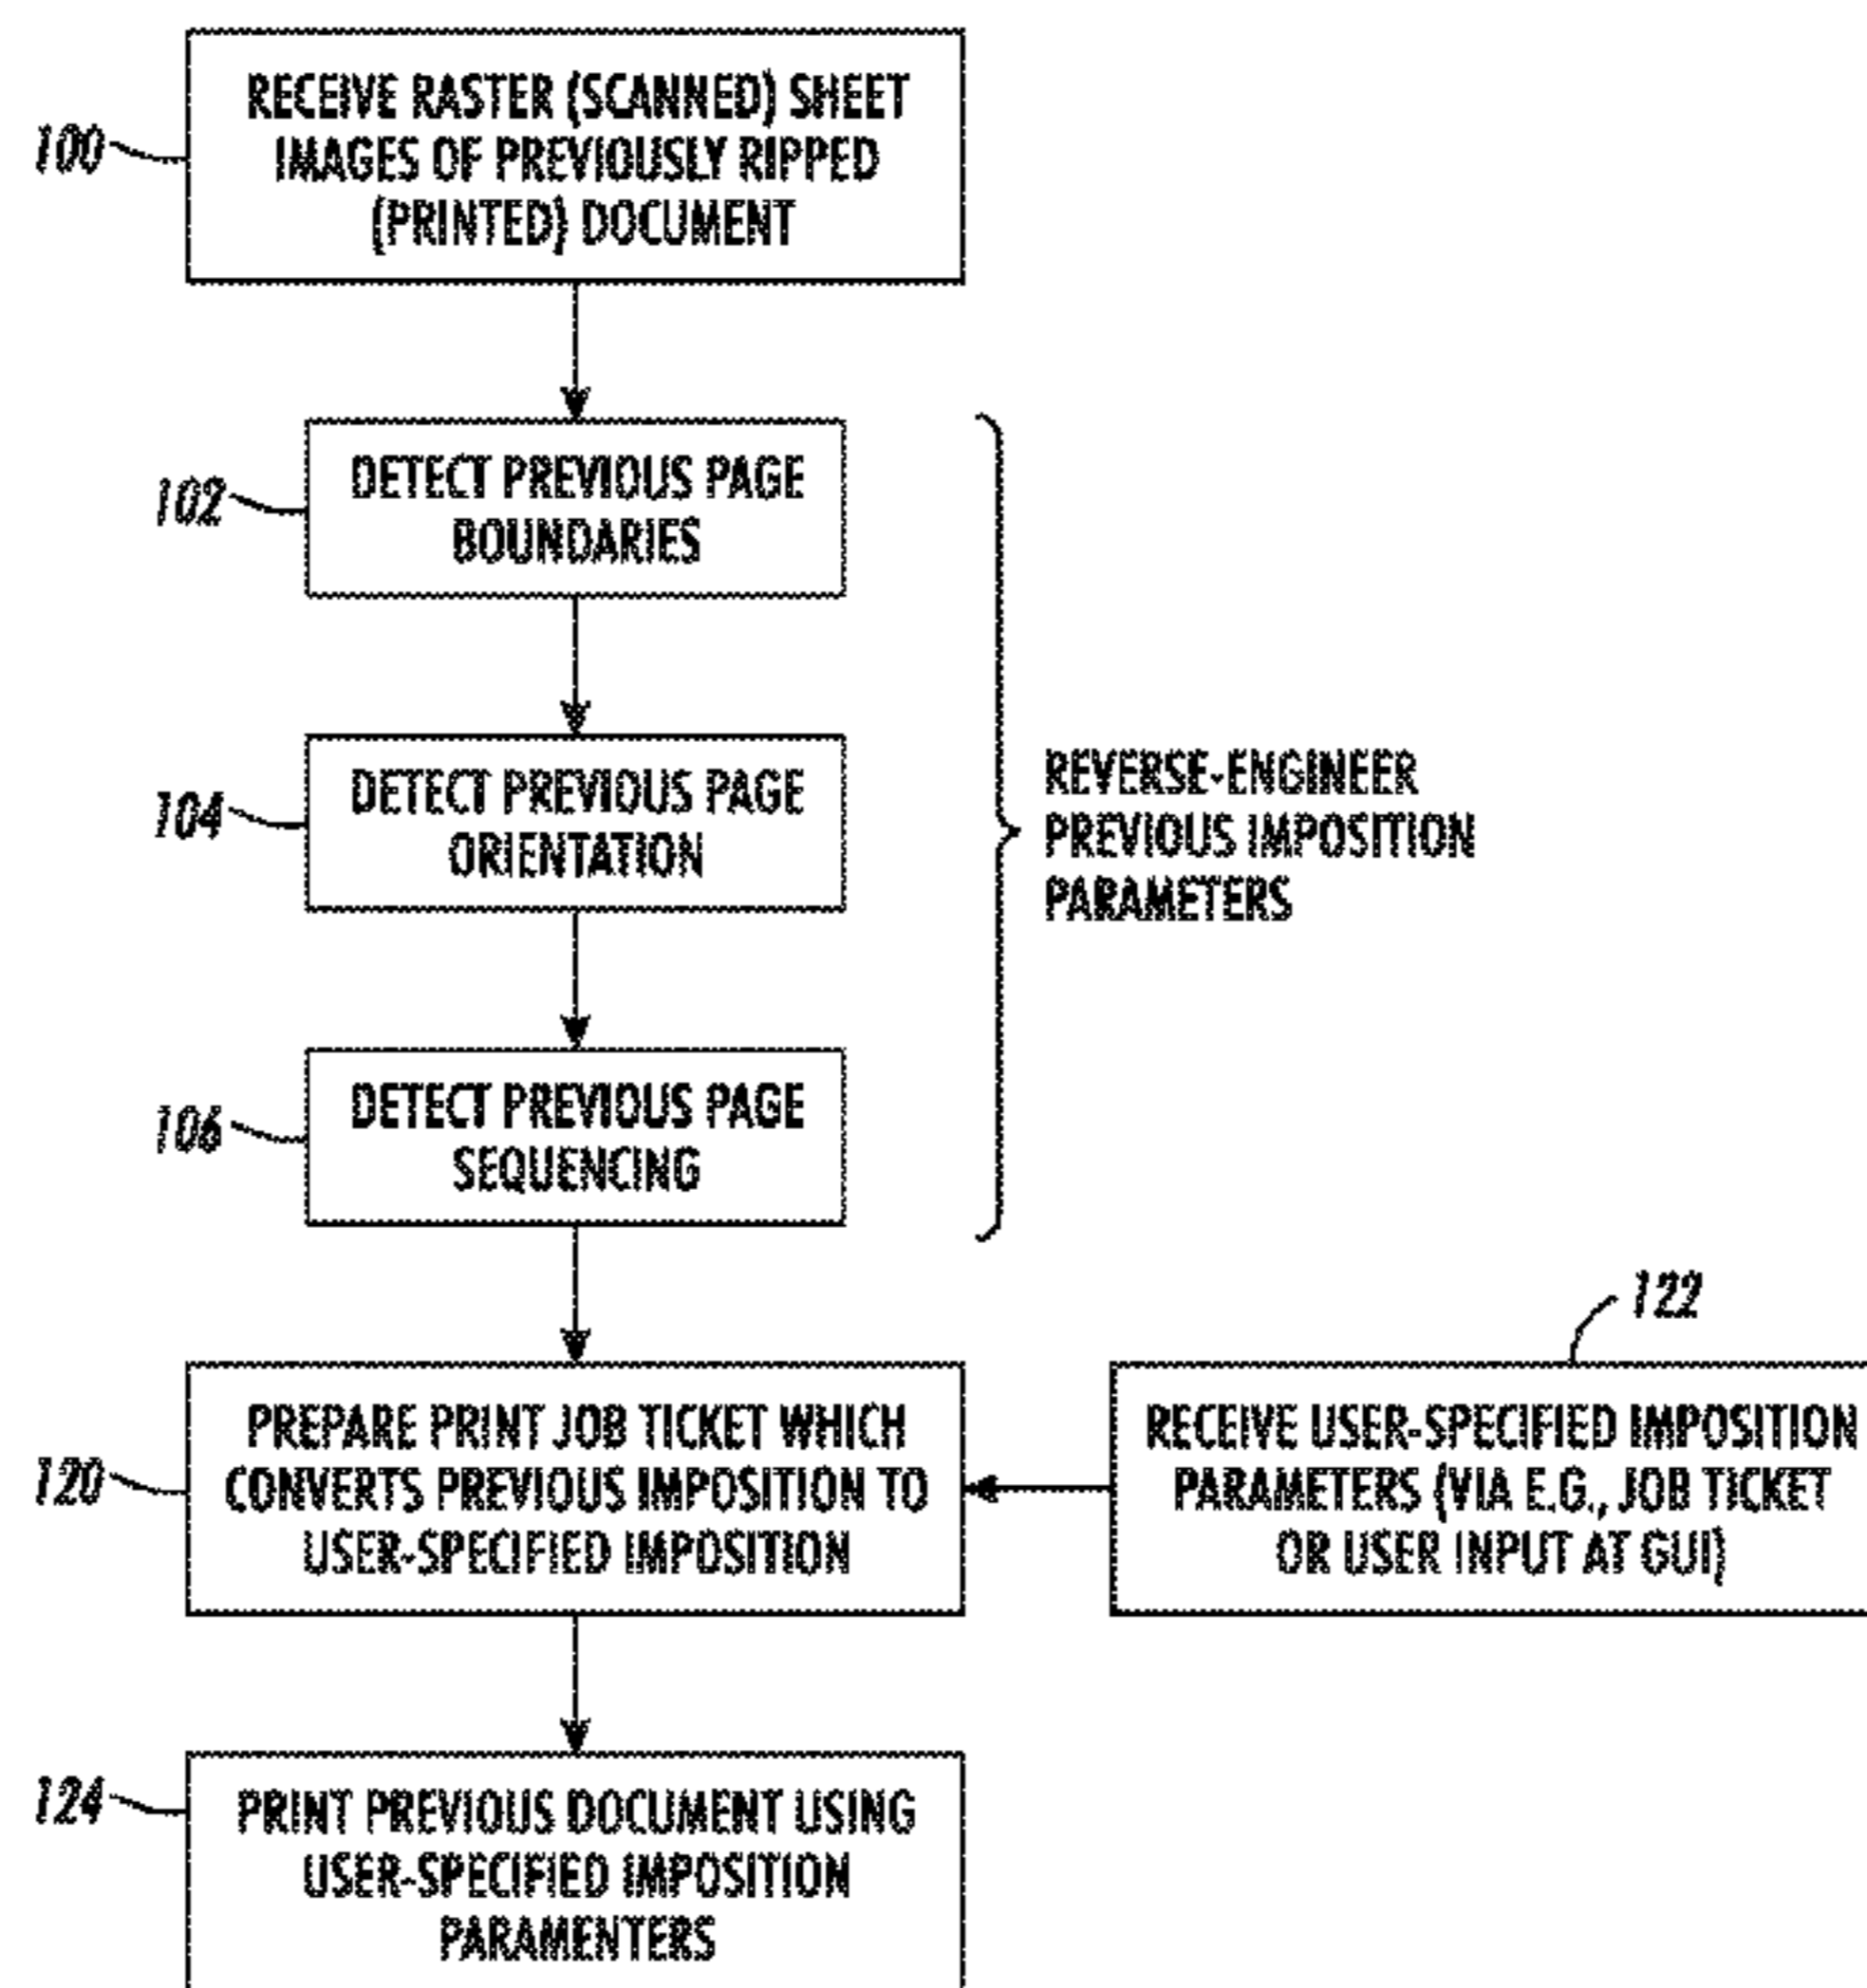 100
RECEIVE RASTER (SCANNED) SHEET
IMAGES OF PREVIOUSLY RIPPED
(PRINTED) DOCUMENT
102
DETECT PREVIOUS PAGE
BOUNDARIES
104
DETECT PREVIOUS PAGE
ORIENTATION
REVERSE-ENGINEER
PREVIOUS IMPOSITION
PARAMETERS
106
DETECT PREVIOUS PAGE
SEQUENCING
120
PREPARE PRINT JOB TICKET WHICH
CONVERTS PREVIOUS IMPOSITION TO
USER-SPECIFIED IMPOSITION
122
RECEIVE USER-SPECIFIED IMPOSITION
PARAMETERS (VIA E.G., JOB TICKET
OR USER INPUT AT GUI)
124
PRINT PREVIOUS DOCUMENT USING
USER-SPECIFIED IMPOSITION
PARAMENTERS